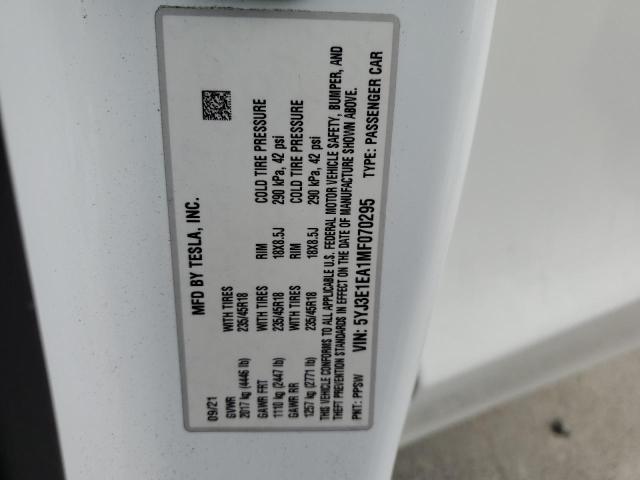 MFD BY TESLA, INC.
09/21
GVWR WITH TIRES RIM COLD TIRE PRESSURE
2017 kg (4446 lb) 235/45R18 18X8.5J 290 kPa, 42 psi
GAWR FRT WITH TIRES RIM COLD TIRE PRESSURE
1110 kg (2447 lb) 235/45R18 18X8.5J 290 kPa, 42 psi
GAWR RR
1257 kg (2771 lb) 235/45R18
THIS VEHICLE CONFORMS TO ALL APPLICABLE U.S. FEDERAL MOTOR VEHICLE SAFETY, BUMPER, AND
THEFT PREVENTION STANDARDS IN EFFECT ON THE DATE OF MANUFACTURE SHOWN ABOVE.
VIN: 5YJ3E1EA1MF070295 TYPE: PASSENGER CAR
PNT: PPSW